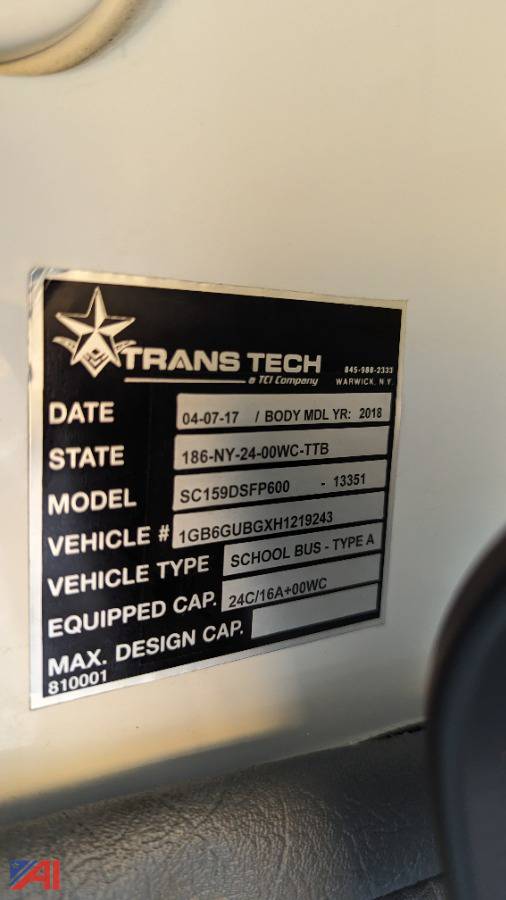 TRANS TECH
a TCI Company
845-988-2333
WARWICK, N.Y.
DATE 04-07-17 / BODY MDL YR: 2018
STATE 186-NY-24-00WC-TTB
MODEL SC159DSFP600 - 13351
VEHICLE # 1GB6GUBGXH1219243
VEHICLE TYPE SCHOOL BUS - TYPE A
EQUIPPED CAP. 24C/16A+00WC
MAX. DESIGN CAP.
810001
AI